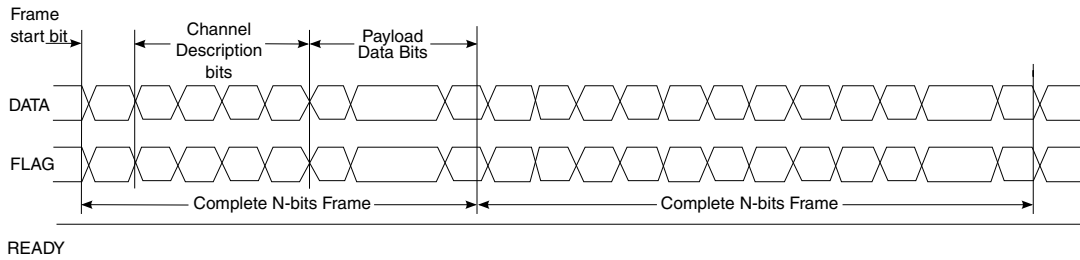 Frame
start bit
Channel
Description
bits
Payload
Data Bits
DATA
FLAG
Complete N-bits Frame
Complete N-bits Frame
READY